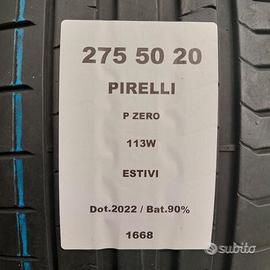 275 50 20
PIRELLI
P ZERO
113W
ESTIVI
Dot.2022 / Bat.90%
1668
subito